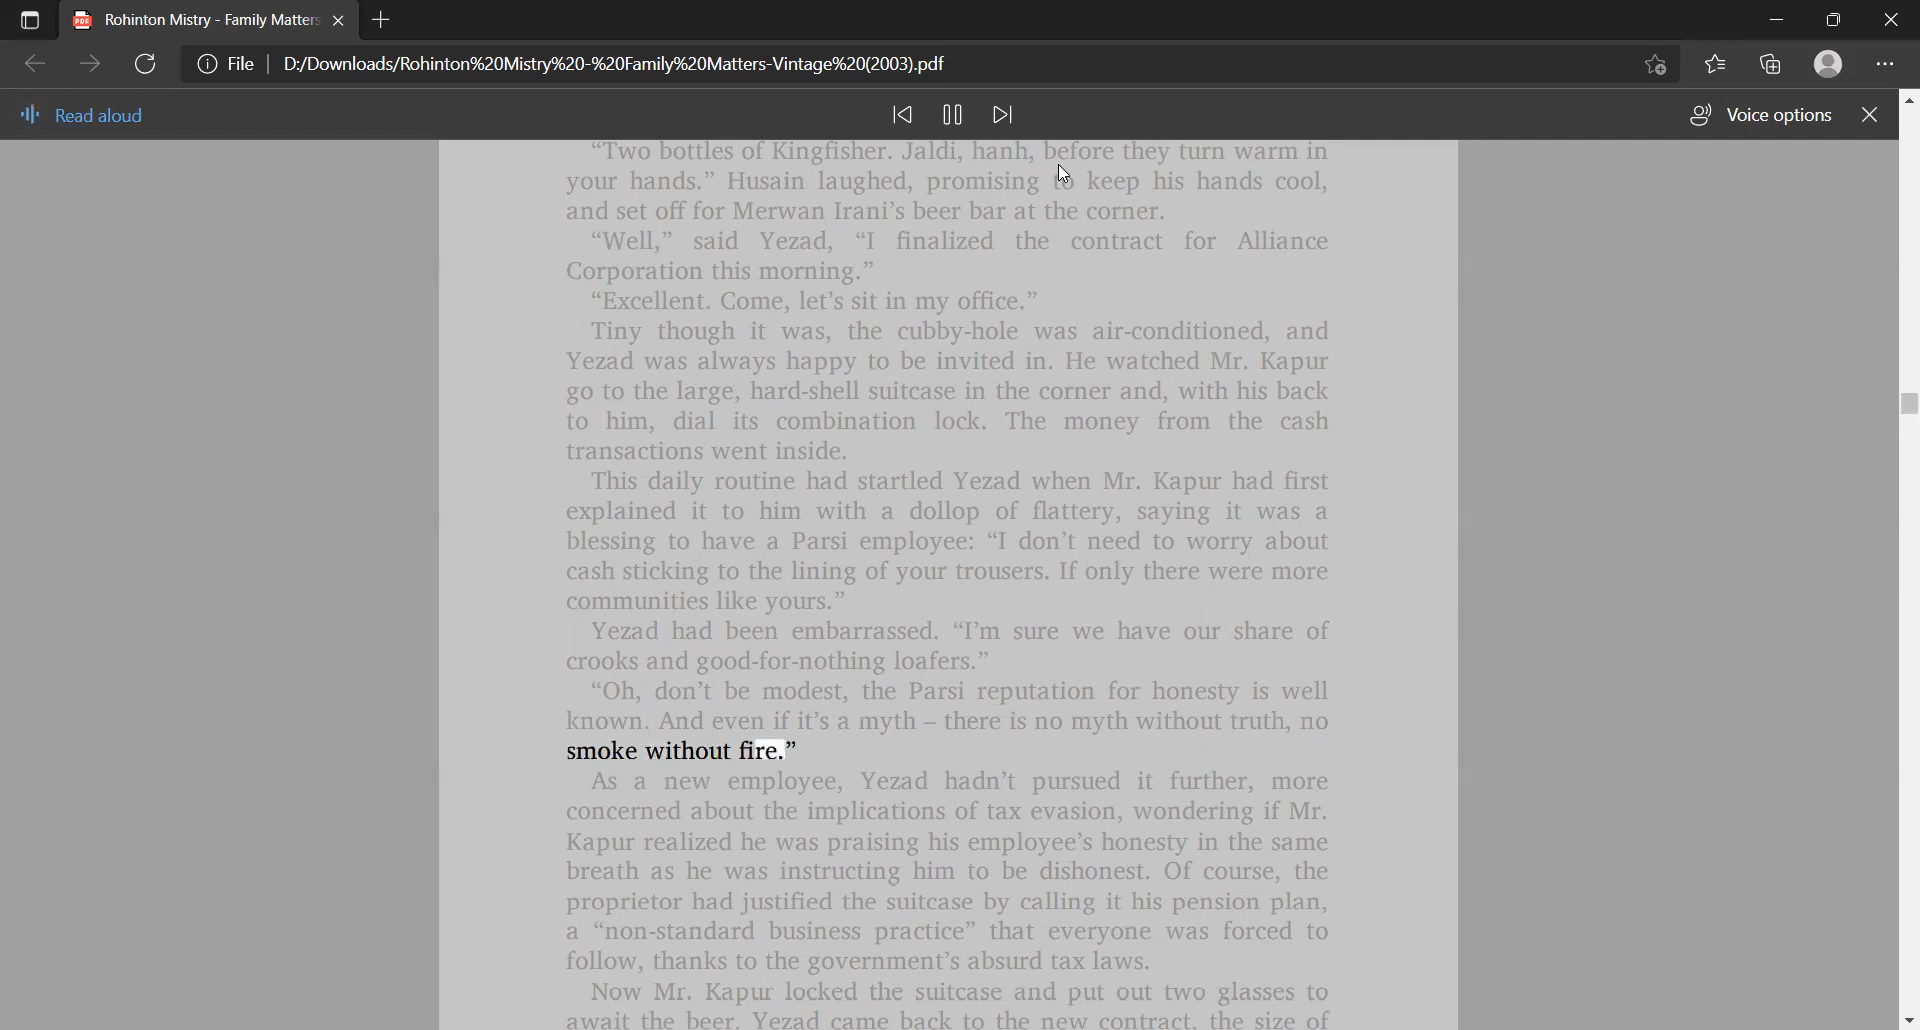 Rohinton Mistry - Family Matters
File
D:/Downloads/Rohinton%20Mistry%20-%20Family%20Matters-Vintage%20(2003).pdf
Read aloud
Voice options
“Two bottles of Kingfisher. Jaldi, hanh, before they turn warm in
your hands.” Husain laughed, promising to keep his hands cool,
and set off for Merwan Irani’s beer bar at the corner.
“Well,” said Yezad, “I finalized the contract for Alliance
Corporation this morning.”
“Excellent. Come, let’s sit in my office.”
Tiny though it was, the cubby-hole was air-conditioned, and
Yezad was always happy to be invited in. He watched Mr. Kapur
go to the large, hard-shell suitcase in the corner and, with his back
to him, dial its combination lock. The money from the cash
transactions went inside.
This daily routine had startled Yezad when Mr. Kapur had first
explained it to him with a dollop of flattery, saying it was a
blessing to have a Parsi employee: “I don’t need to worry about
cash sticking to the lining of your trousers. If only there were more
communities like yours.”
Yezad had been embarrassed. “I’m sure we have our share of
crooks and good-for-nothing loafers.”
“Oh, don’t be modest, the Parsi reputation for honesty is well
known. And even if it’s a myth – there is no myth without truth, no
smoke without fire.”
As a new employee, Yezad hadn’t pursued it further, more
concerned about the implications of tax evasion, wondering if Mr.
Kapur realized he was praising his employee’s honesty in the same
breath as he was instructing him to be dishonest. Of course, the
proprietor had justified the suitcase by calling it his pension plan,
a “non-standard business practice” that everyone was forced to
follow, thanks to the government’s absurd tax laws.
Now Mr. Kapur locked the suitcase and put out two glasses to
await the beer. Yezad came back to the new contract, the size of